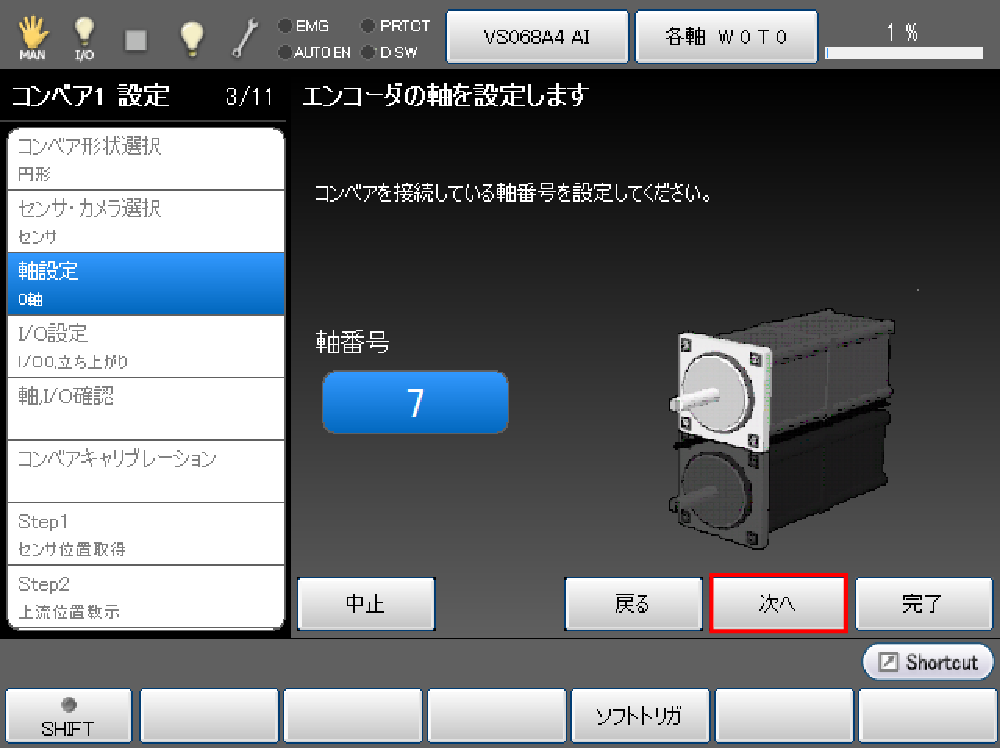 MAN
I/O
EMG
PRTCT
AUTO EN
D SW
VS068A4 AI
各軸 W 0 T 0
1 %
コンベア1 設定 3/11
エンコーダの軸を設定します
コンベア形状選択
円形
センサ・カメラ選択
センサ
軸設定
0軸
I/O設定
I/O0,立ち上がり
軸,I/O確認
コンベアキャリブレーション
Step1
センサ位置取得
Step2
上流位置教示
コンベアを接続している軸番号を設定してください。
軸番号
7
中止
戻る
次へ
完了
Shortcut
SHIFT
ソフトトリガ